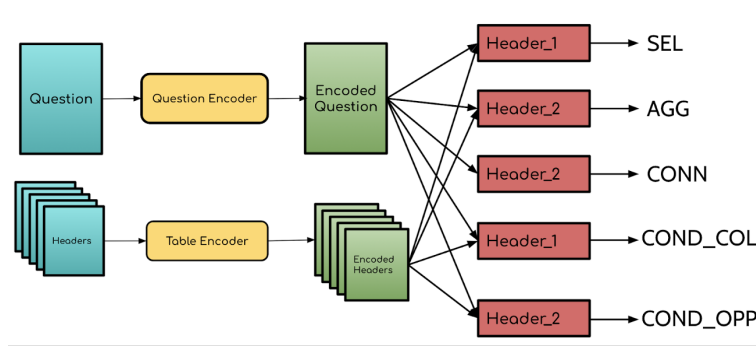 Question
Question Encoder
Encoded
Question
Headers
Table Encoder
Encoded
Headers
Header_1
SEL
Header_2
AGG
Header_2
CONN
Header_1
COND_COL
Header_2
COND_OPP